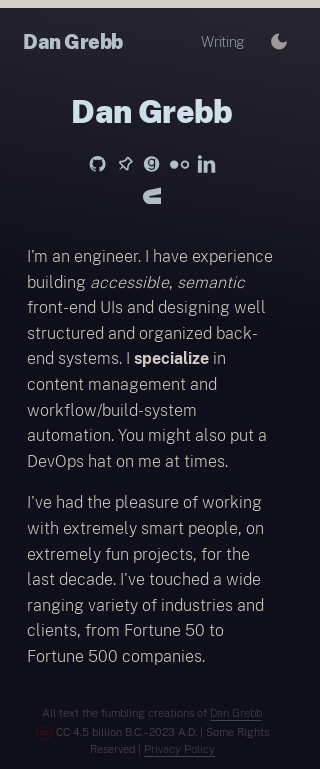 Dan Grebb
Writing
Dan Grebb
I'm an engineer. I have experience
building accessible, semantic
front-end UIs and designing well
structured and organized back-
end systems. I specialize in
content management and
workflow/build-system
automation. You might also put a
DevOps hat on me at times.
I've had the pleasure of working
with extremely smart people, on
extremely fun projects, for the
last decade. I've touched a wide
ranging variety of industries and
clients, from Fortune 50 to
Fortune 500 companies.
All text the fumbling creations of Dan Grebb
CC 4.5 billion B.C.–2023 A.D. | Some Rights
Reserved | Privacy Policy